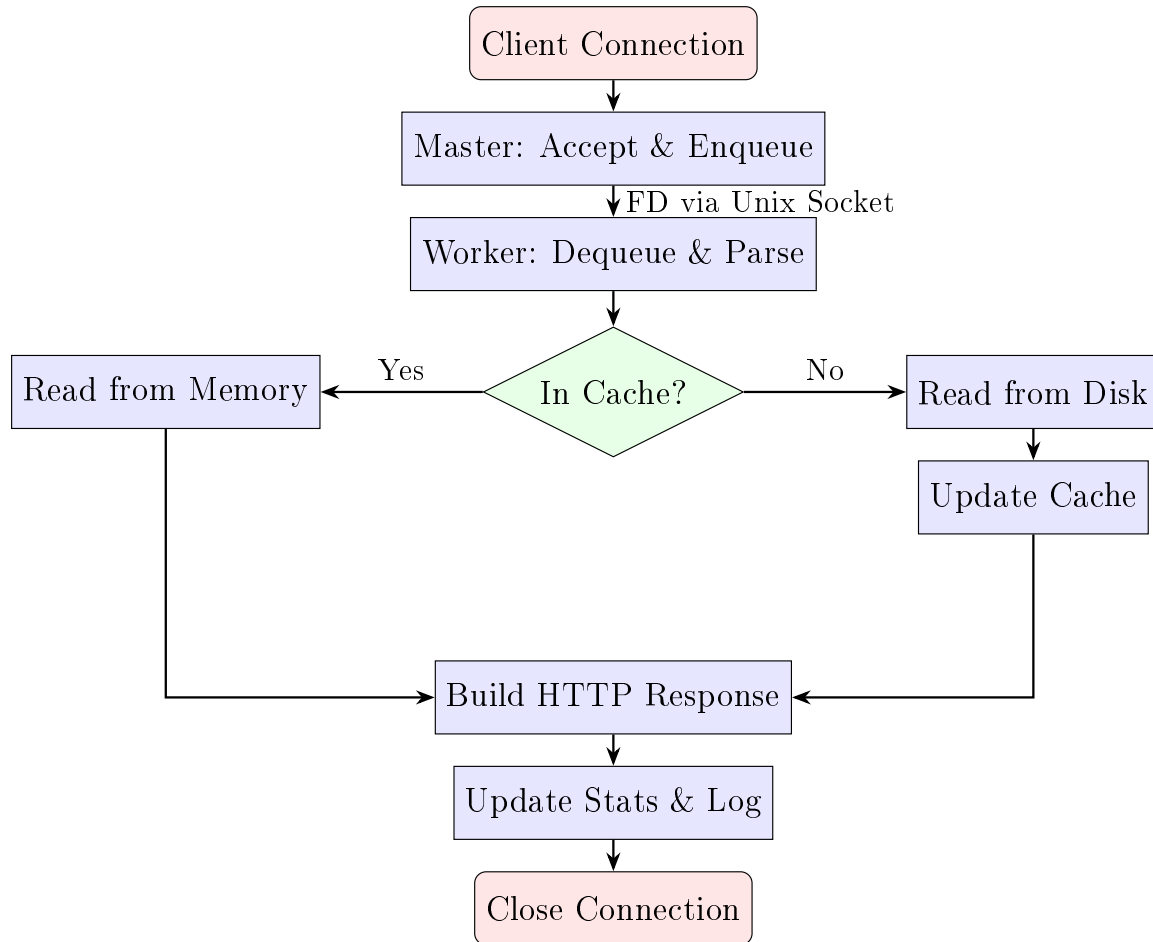 Client Connection
Master: Accept & Enqueue
FD via Unix Socket
Worker: Dequeue & Parse
Yes
No
Read from Memory
In Cache?
Read from Disk
Update Cache
Build HTTP Response
Update Stats & Log
Close Connection